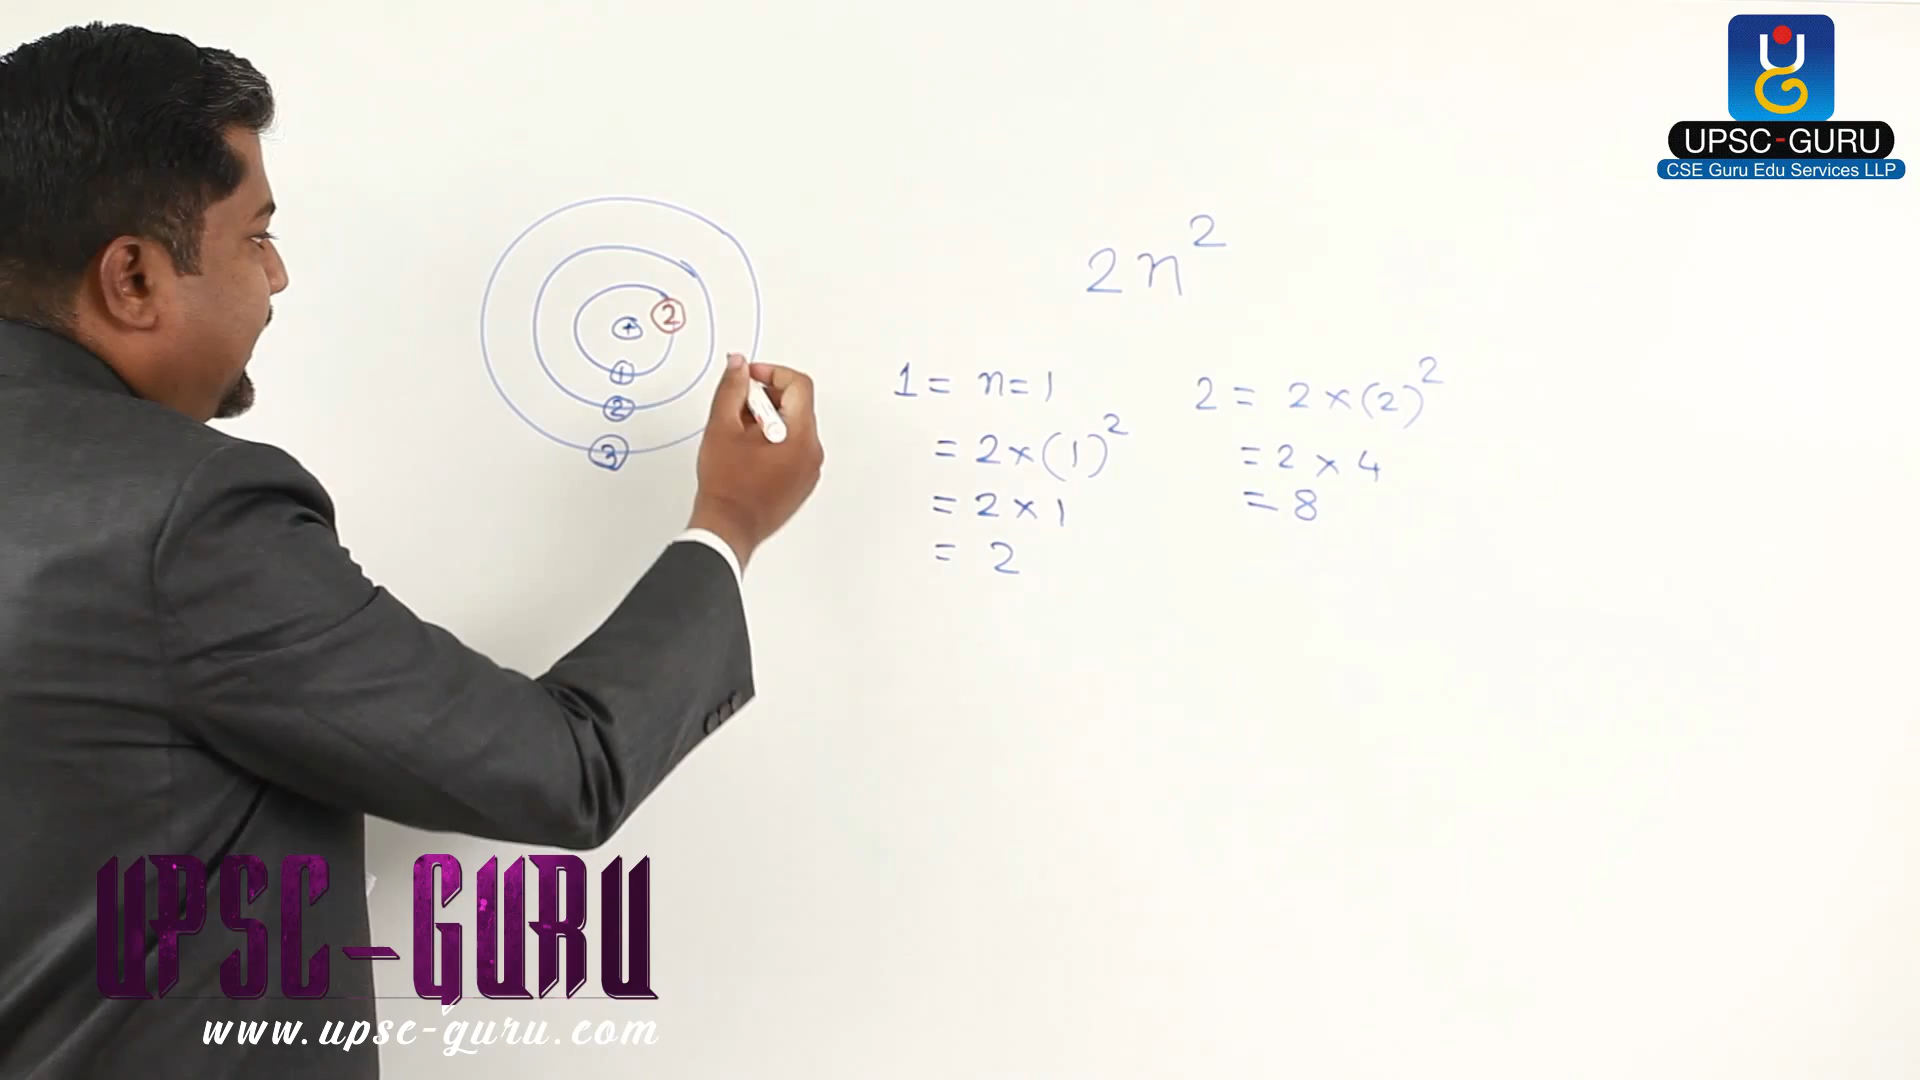 UPSC-GURU
CSE Guru Edu Services LLP
2n²
+
2
1
2
3
1 = n=1
= 2×(1)²
= 2×1
= 2
2 = 2×(2)²
= 2×4
= 8
UPSC-GURU
www.upsc-guru.com